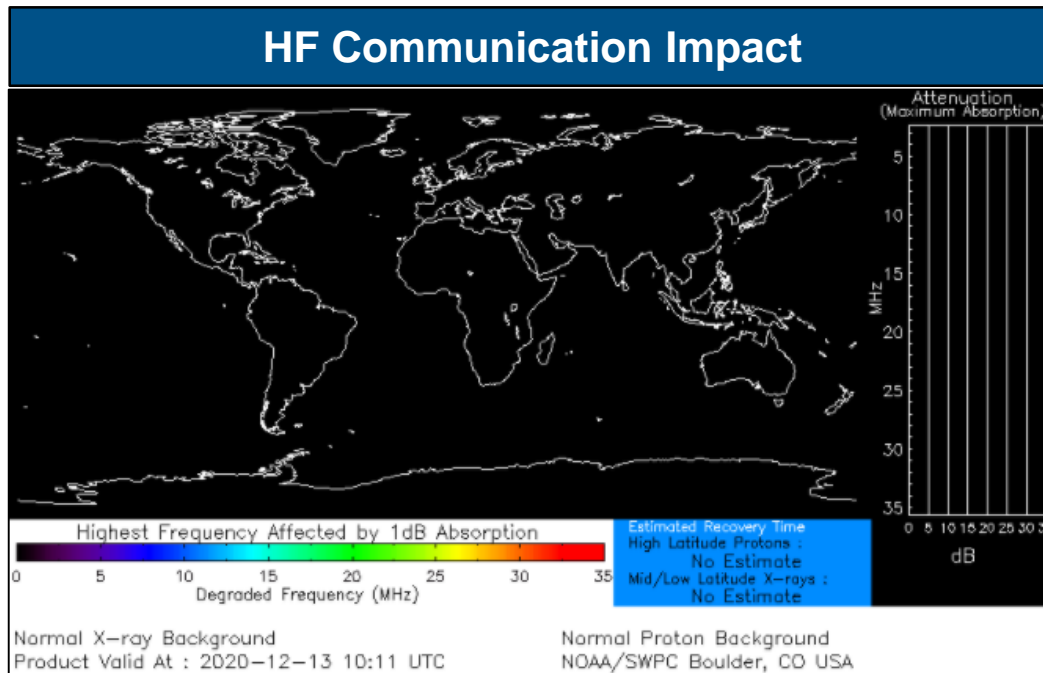 HF Communication Impact
Attenuation
(Maximum Absorption)
5
10
15
20
25
30
35
MHz
0 5 10 15 20 25 30
dB
Highest Frequency Affected by 1dB Absorption
0 5 10 15 20 25 30 35
Degraded Frequency (MHz)
Estimated Recovery Time
High Latitude Protons :
No Estimate
Mid/Low Latitude X-rays :
No Estimate
Normal X-ray Background
Product Valid At : 2020-12-13 10:11 UTC
Normal Proton Background
NOAA/SWPC Boulder, CO USA